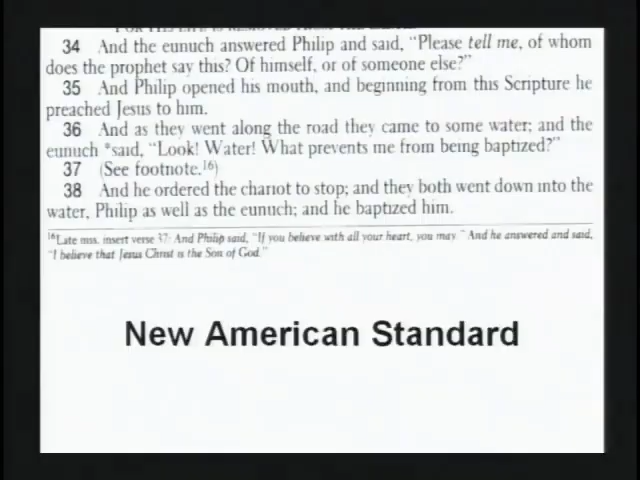 34 And the eunuch answered Philip and said, "Please tell me, of whom
does the prophet say this? Of himself, or of someone else?"
35 And Philip opened his mouth, and beginning from this Scripture he
preached Jesus to him.
36 And as they went along the road they came to some water; and the
eunuch *said, "Look! Water! What prevents me from being baptized?"
37 (See footnote.16)
38 And he ordered the chariot to stop; and they both went down into the
water, Philip as well as the eunuch; and he baptized him.
16Late mss. insert verse 37: And Philip said, "If you believe with all your heart, you may." And he answered and said,
"I believe that Jesus Christ is the Son of God."
New American Standard